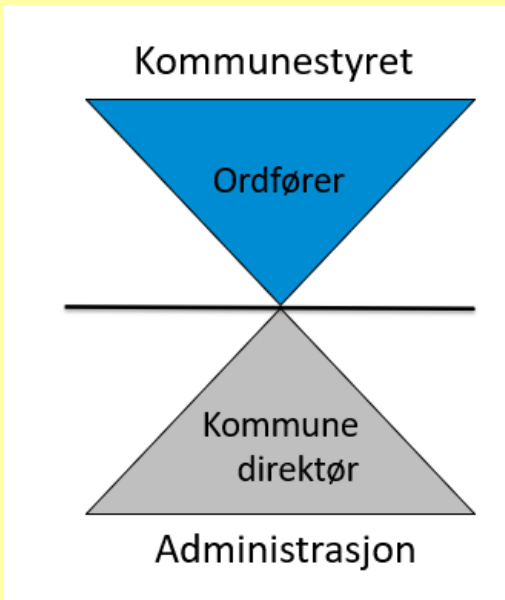 Kommunestyret
Ordfører
Kommune
direktør
Administrasjon